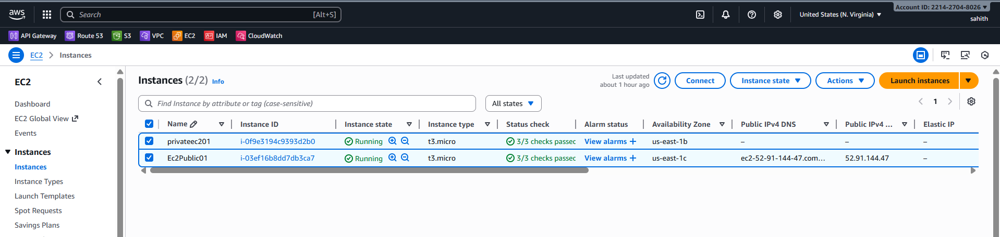 aws
Search [Alt+S]
United States (N. Virginia)
Account ID: 2214-2704-8026
sahith
API Gateway Route 53 S3 VPC EC2 IAM CloudWatch
EC2 Instances
EC2
Dashboard
EC2 Global View
Events
Instances
Instances
Instance Types
Launch Templates
Spot Requests
Savings Plans
Instances (2/2) Info
Last updated
about 1 hour ago
Connect Instance state Actions Launch instances
Find Instance by attribute or tag (case-sensitive) All states 1
Name Instance ID Instance state Instance type Status check Alarm status Availability Zone Public IPv4 DNS Public IPv4 ... Elastic IP
privateec201 i-0f9e3194c9393d2b0 Running t3.micro 3/3 checks passec View alarms + us-east-1b – – –
Ec2Public01 i-03ef16b8dd7db3ca7 Running t3.micro 3/3 checks passec View alarms + us-east-1c ec2-52-91-144-47.com... 52.91.144.47 –